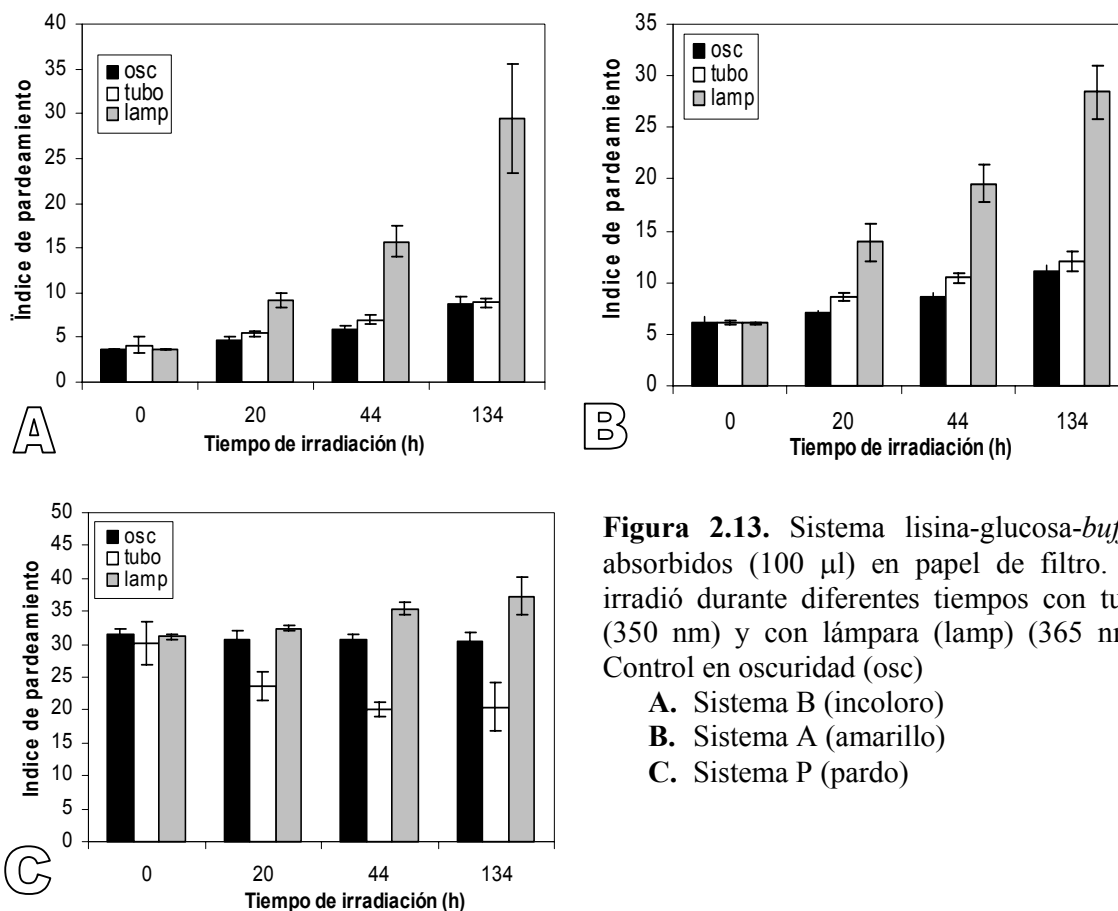 40
35
30
25
20
15
10
5
0
Ïndice de pardeamiento
osc
tubo
lamp
0 20 44 134
Tiempo de irradiación (h)
A
35
30
25
20
15
10
5
0
Indice de pardeamiento
osc
tubo
lamp
0 20 44 134
Tiempo de irradiación (h)
B
50
45
40
35
30
25
20
15
10
5
0
Indice de pardeamiento
osc
tubo
lamp
0 20 44 134
Tiempo de irradiación (h)
C
Figura 2.13. Sistema lisina-glucosa-
absorbidos (100 μl) en papel de filtro.
irradió durante diferentes tiempos con
(350 nm) y con lámpara (lamp) (365
Control en oscuridad (osc)
A. Sistema B (incoloro)
B. Sistema A (amarillo)
C. Sistema P (pardo)